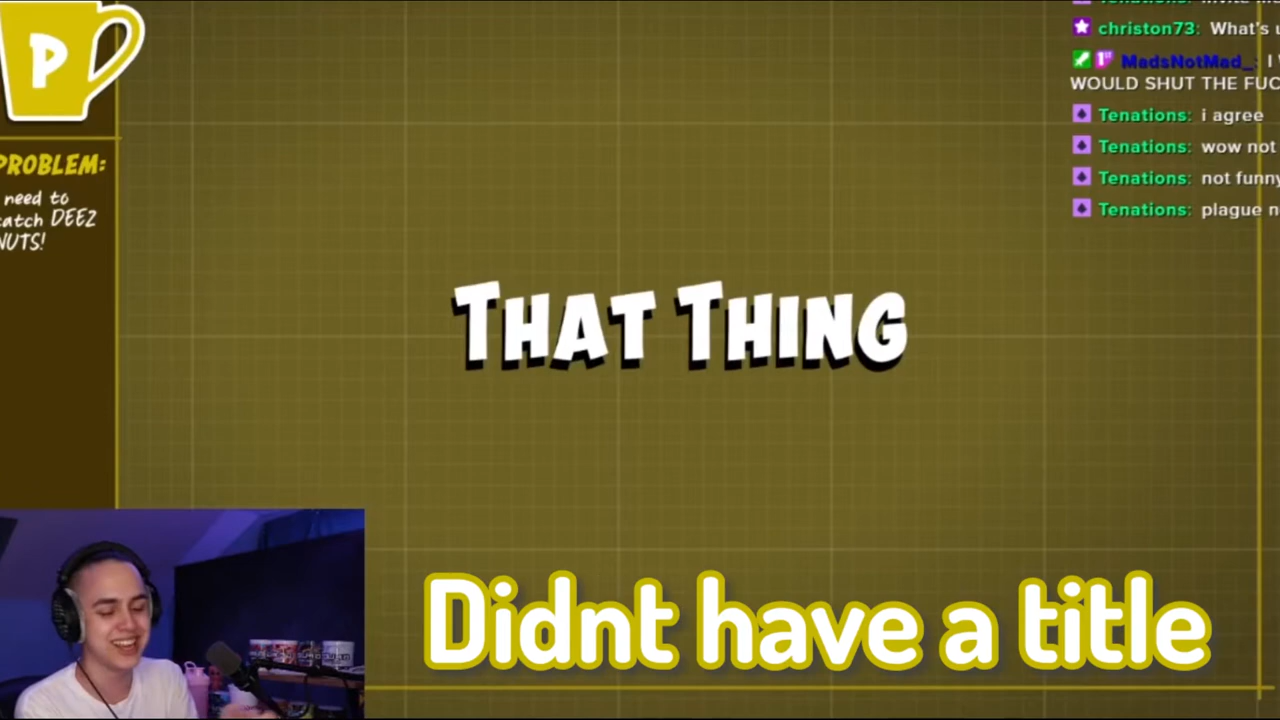 P
PROBLEM:
need to
catch DEEZ
NUTS!
THAT THING
Didnt have a title
christon73: What's
MadsNotMad_: I
WOULD SHUT THE FUC
Tenations: i agree
Tenations: wow not
Tenations: not funny
Tenations: plague